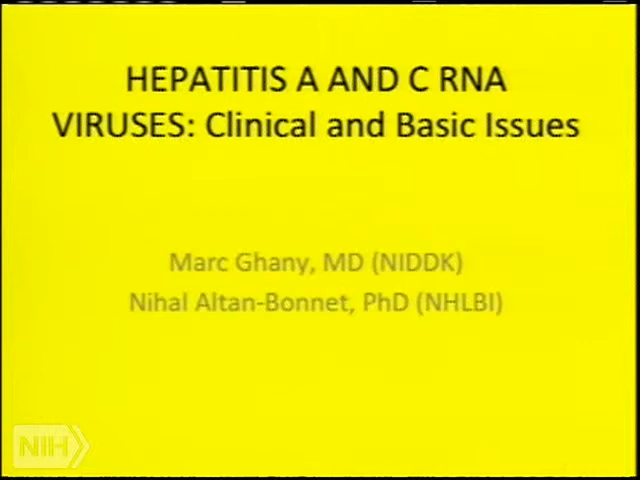 HEPATITIS A AND C RNA
VIRUSES: Clinical and Basic Issues
Marc Ghany, MD (NIDDK)
Nihal Altan-Bonnet, PhD (NHLBI)
NIH